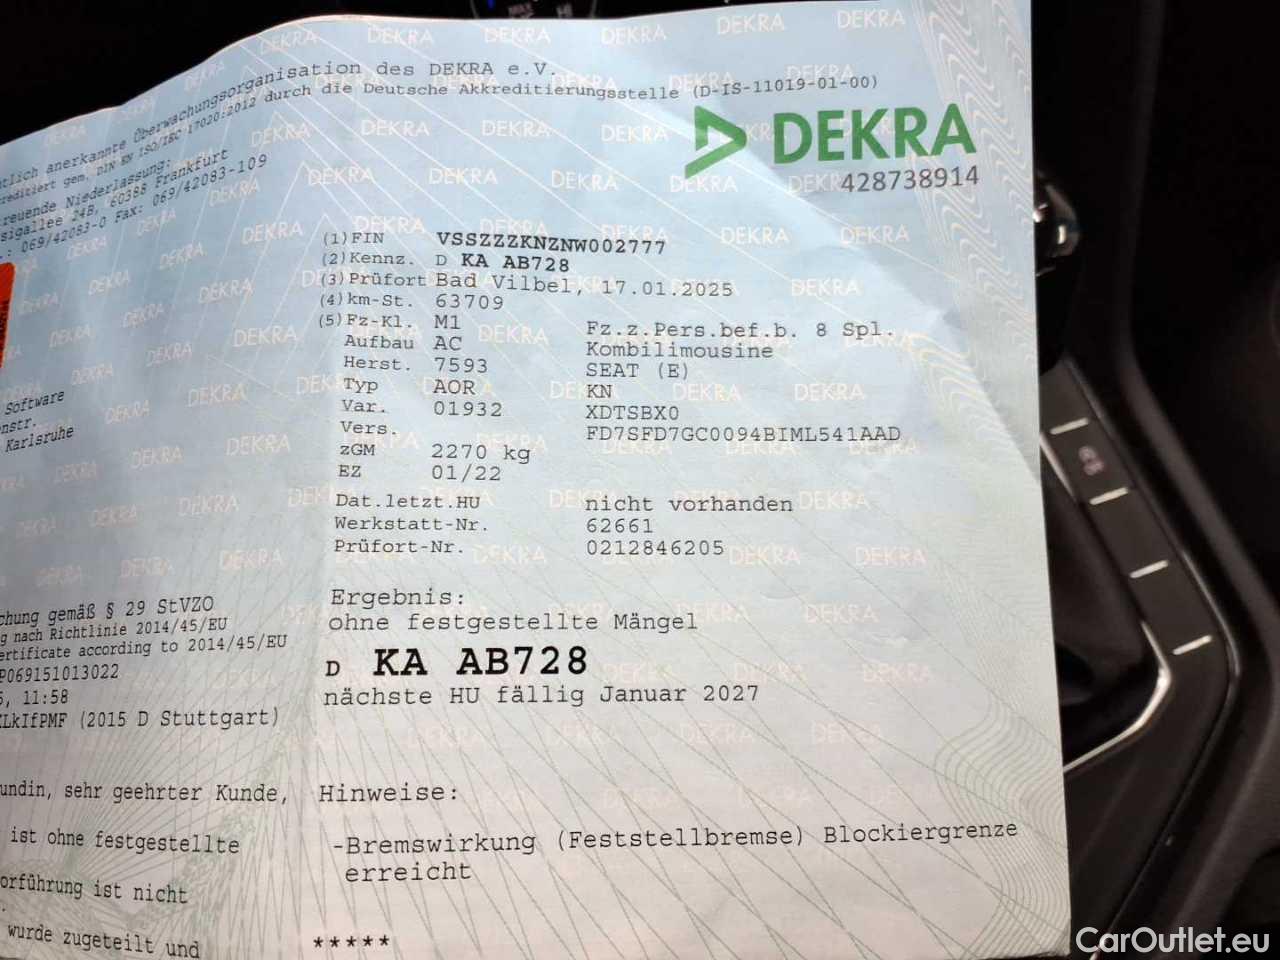 Überwachungsorganisation des DEKRA e.V.
anerkannte
gem. DIN EN ISO/IEC 17020:2012 durch die Deutsche Akkreditierungsstelle (D-IS-11019-01-00)
Niederlassung:
24B, 60388 Frankfurt
069/42083-0 Fax: 069/42083-109
DEKRA
428738914
(1) FIN VSSZZZKNZNW002777
(2) Kennz. D KA AB728
(3) Prüfort Bad Vilbel, 17.01.2025
(4) km-St. 63709
(5) Fz-Kl. M1 Fz.z.Pers.bef.b. 8 Spl.
Aufbau AC Kombilimousine
Herst. 7593 SEAT (E)
Typ AOR KN
Var. 01932 XDTSBX0
Vers. FD7SFD7GC0094BIML541AAD
zGM 2270 kg
EZ 01/22
Dat.letzt.HU nicht vorhanden
Werkstatt-Nr. 62661
Prüfort-Nr. 0212846205
Software
nstr.
Karlsruhe
Ergebnis:
ohne festgestellte Mängel
D KA AB728
nächste HU fällig Januar 2027
chung gemäß § 29 StVZO
g nach Richtlinie 2014/45/EU
ertificate according to 2014/45/EU
P069151013022
5, 11:58
ELkIfPMF (2015 D Stuttgart)
undin, sehr geehrter Kunde,
ist ohne festgestellte
orführung ist nicht
wurde zugeteilt und
Hinweise:
-Bremswirkung (Feststellbremse) Blockiergrenze
erreicht
*****
CarOutlet.eu